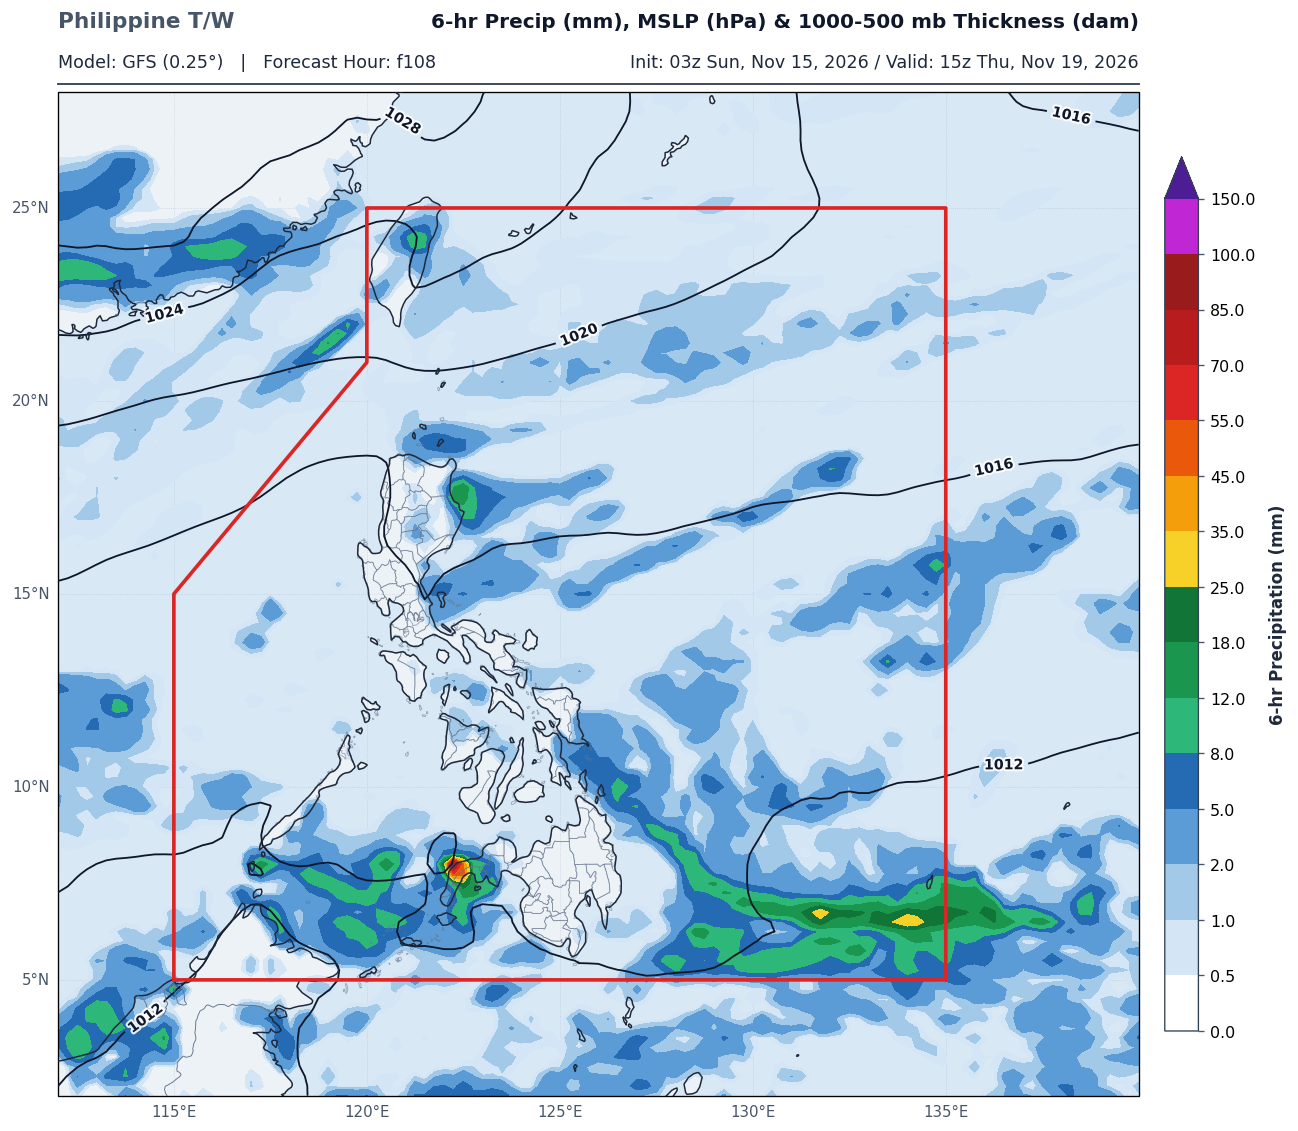 Philippine T/W
6-hr Precip (mm), MSLP (hPa) & 1000-500 mb Thickness (dam)
Model: GFS (0.25°) | Forecast Hour: f108
Init: 03z Sun, Nov 15, 2026 / Valid: 15z Thu, Nov 19, 2026
1028
1016
1024
1020
1016
1012
1012
25°N
20°N
15°N
10°N
5°N
115°E
120°E
125°E
130°E
135°E
150.0
100.0
85.0
70.0
55.0
45.0
35.0
25.0
18.0
12.0
8.0
5.0
2.0
1.0
0.5
0.0
6-hr Precipitation (mm)